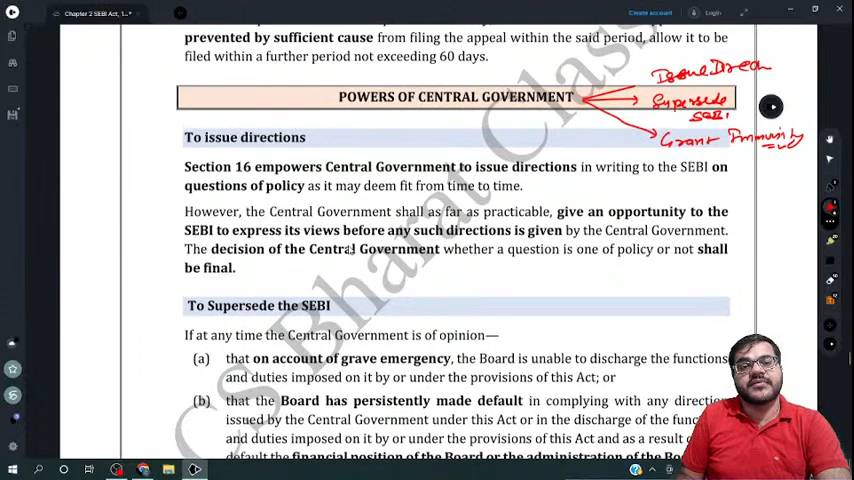 Chapter 2 SEBI Act, 1...*
Create account
Login
prevented by sufficient cause from filing the appeal within the said period, allow it to be
filed within a further period not exceeding 60 days.
POWERS OF CENTRAL GOVERNMENT
Issue Direcn
Supersede
SEBI
Grant Immunity
To issue directions
Section 16 empowers Central Government to issue directions in writing to the SEBI on
questions of policy as it may deem fit from time to time.
However, the Central Government shall as far as practicable, give an opportunity to the
SEBI to express its views before any such directions is given by the Central Government.
The decision of the Central Government whether a question is one of policy or not shall
be final.
To Supersede the SEBI
If at any time the Central Government is of opinion—
(a) that on account of grave emergency, the Board is unable to discharge the functions
and duties imposed on it by or under the provisions of this Act; or
(b) that the Board has persistently made default in complying with any direction
issued by the Central Government under this Act or in the discharge of the func
and duties imposed on it by or under the provisions of this Act and as a result
default the financial position of the Board or the administration of the Bo
CS Bharat Class